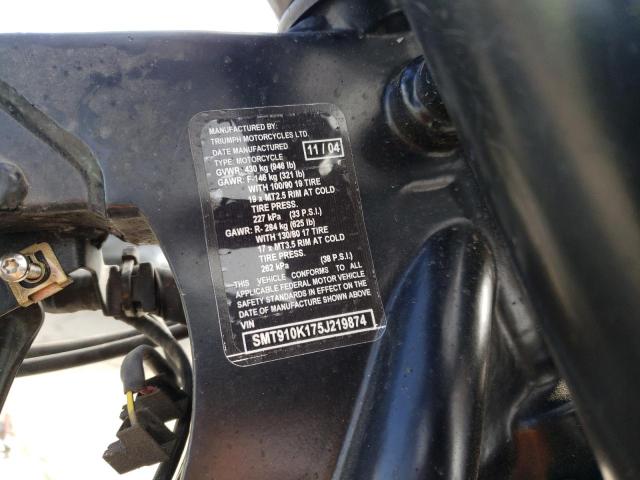 MANUFACTURED BY:
TRIUMPH MOTORCYCLES LTD.
DATE MANUFACTURED 11 / 04
TYPE: MOTORCYCLE
GVWR: 430 kg (946 lb)
GAWR: F-146 kg (321 lb)
WITH 100/90 19 TIRE
19 x MT2.5 RIM AT COLD
TIRE PRESS.
227 kPa (33 P.S.I.)
GAWR: R- 284 kg (625 lb)
WITH 130/80 17 TIRE
17 x MT3.5 RIM AT COLD
TIRE PRESS.
262 kPa (38 P.S.I.)
THIS VEHICLE CONFORMS TO ALL
APPLICABLE FEDERAL MOTOR VEHICLE
SAFETY STANDARDS IN EFFECT ON THE
DATE OF MANUFACTURE SHOWN ABOVE
VIN
SMT910K175J219874